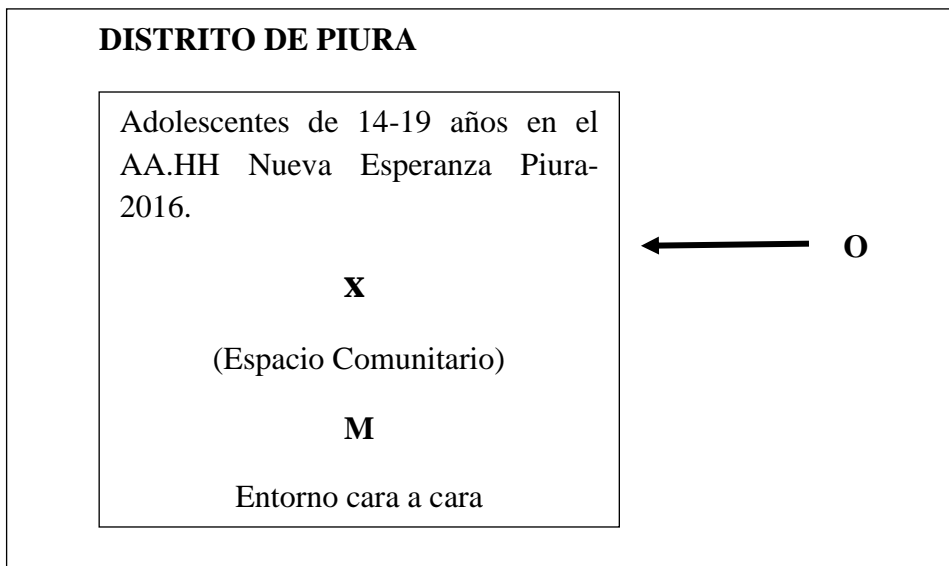 DISTRITO DE PIURA
Adolescentes de 14-19 años en el
AA.HH Nueva Esperanza Piura-
2016.
O
x
(Espacio Comunitario)
M
Entorno cara a cara